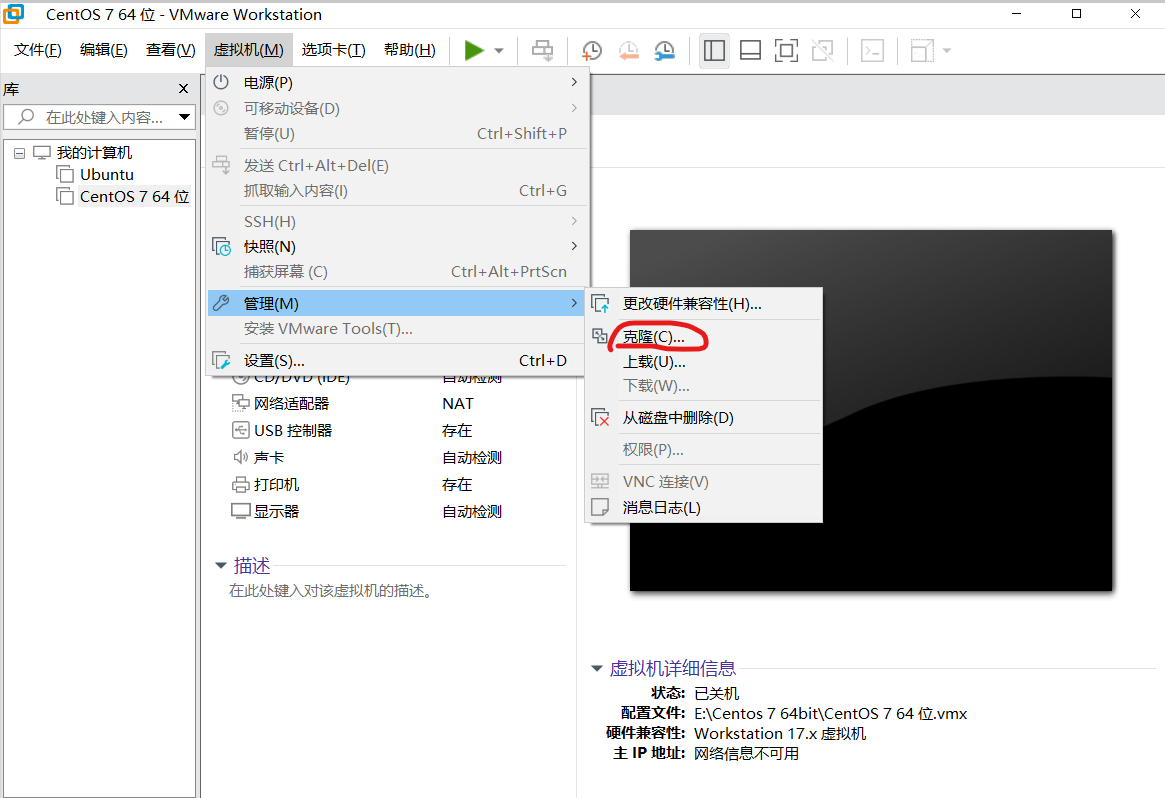 CentOS 7 64 位 - VMware Workstation
文件(F) 编辑(E) 查看(V) 虚拟机(M) 选项卡(T) 帮助(H)
库
在此处键入内容...
我的计算机
Ubuntu
CentOS 7 64 位
电源(P)
可移动设备(D)
暂停(U) Ctrl+Shift+P
发送 Ctrl+Alt+Del(E)
抓取输入内容(I) Ctrl+G
SSH(H)
快照(N)
捕获屏幕 (C) Ctrl+Alt+PrtScn
管理(M)
安装 VMware Tools(T)...
设置(S)... Ctrl+D
更改硬件兼容性(H)...
克隆(C)...
上载(U)...
下载(W)...
从磁盘中删除(D)
权限(P)...
VNC 连接(V)
消息日志(L)
CD/DVD (IDE) 自动检测
网络适配器 NAT
USB 控制器 存在
声卡 自动检测
打印机 存在
显示器 自动检测
描述
在此处键入对该虚拟机的描述。
虚拟机详细信息
状态: 已关机
配置文件: E:\Centos 7 64bit\CentOS 7 64 位.vmx
硬件兼容性: Workstation 17.x 虚拟机
主 IP 地址: 网络信息不可用